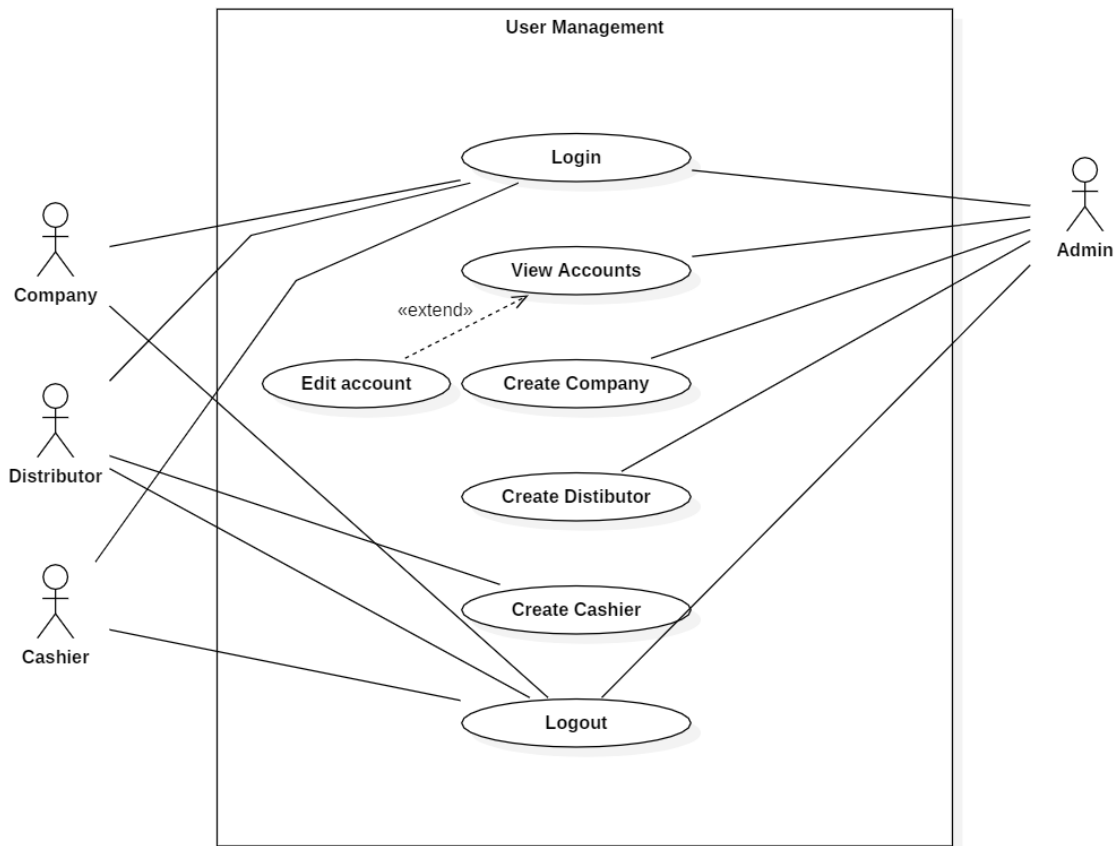 User Management
Login
View Accounts
«extend»
Edit account
Create Company
Create Distibutor
Create Cashier
Logout
Company
Distributor
Cashier
Admin